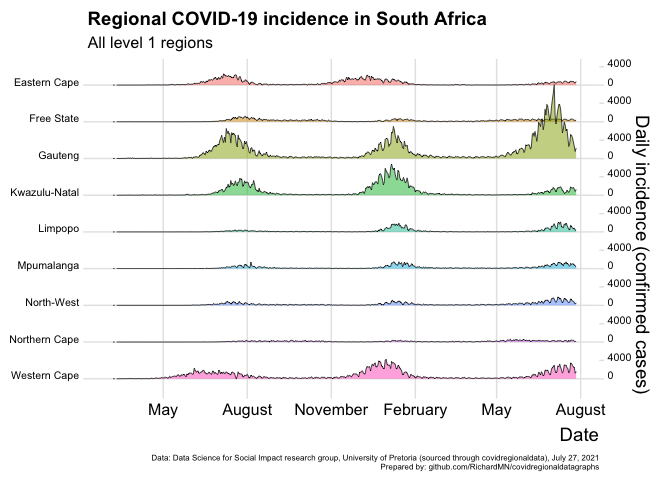 Regional COVID-19 incidence in South Africa
All level 1 regions
Eastern Cape
Free State
Gauteng
Kwazulu-Natal
Limpopo
Mpumalanga
North-West
Northern Cape
Western Cape
4000
0
4000
0
4000
0
4000
0
4000
0
4000
0
4000
0
4000
0
4000
0
Daily incidence (confirmed cases)
May
August
November
February
May
August
Date
Data: Data Science for Social Impact research group, University of Pretoria (sourced through covidregionaldata), July 27, 2021
Prepared by: github.com/RichardMN/covidregionaldatagraphs